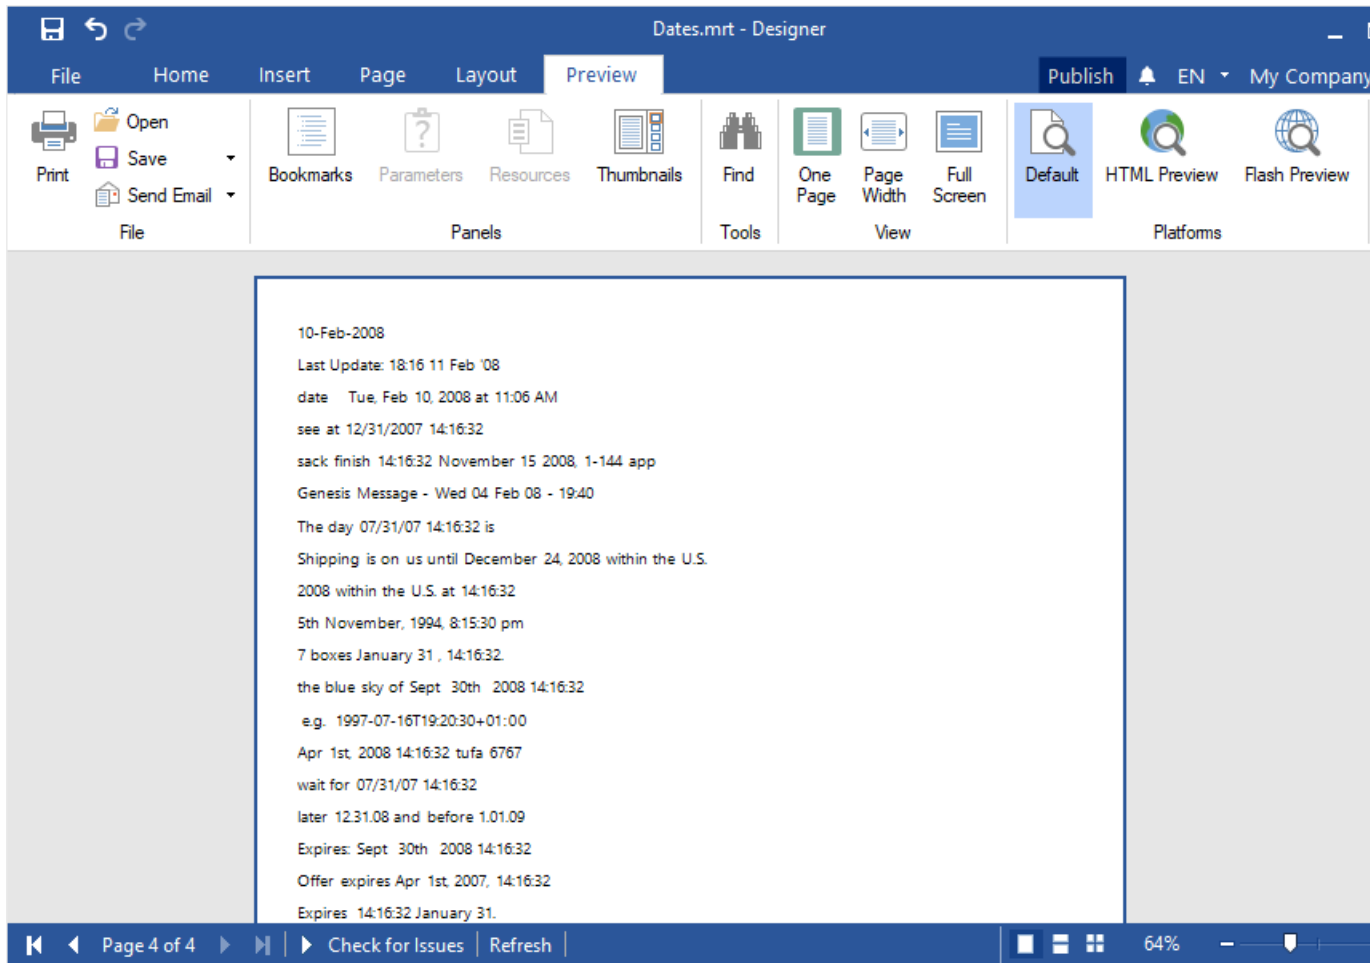 Dates.mrt - Designer
File Home Insert Page Layout Preview Publish EN My Company
Print
Open
Save
Send Email
File
Bookmarks Parameters Resources Thumbnails
Panels
Find
Tools
One Page
Page Width
Full Screen
View
Default HTML Preview Flash Preview
Platforms
10-Feb-2008
Last Update: 18:16 11 Feb '08
date Tue, Feb 10, 2008 at 11:06 AM
see at 12/31/2007 14:16:32
sack finish 14:16:32 November 15 2008, 1-144 app
Genesis Message - Wed 04 Feb 08 - 19:40
The day 07/31/07 14:16:32 is
Shipping is on us until December 24, 2008 within the U.S.
2008 within the U.S. at 14:16:32
5th November, 1994, 8:15:30 pm
7 boxes January 31 , 14:16:32.
the blue sky of Sept 30th 2008 14:16:32
e.g. 1997-07-16T19:20:30+01:00
Apr 1st, 2008 14:16:32 tufa 6767
wait for 07/31/07 14:16:32
later 12.31.08 and before 1.01.09
Expires: Sept 30th 2008 14:16:32
Offer expires Apr 1st, 2007, 14:16:32
Expires 14:16:32 January 31.
Page 4 of 4 Check for Issues Refresh 64%